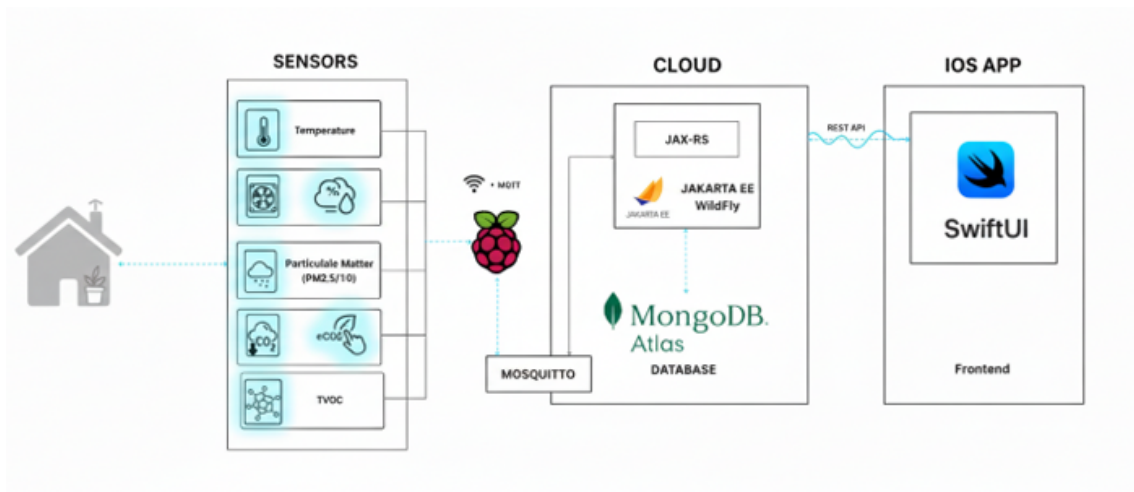 SENSORS
Temperature
%
Particulale Matter
(PM2.5/10)
CO2
eCO2
TVOC
+ MQTT
MOSQUITTO
CLOUD
JAX-RS
JAKARTA EE
JAKARTA EE
WildFly
MongoDB.
Atlas
DATABASE
REST API
IOS APP
SwiftUI
Frontend